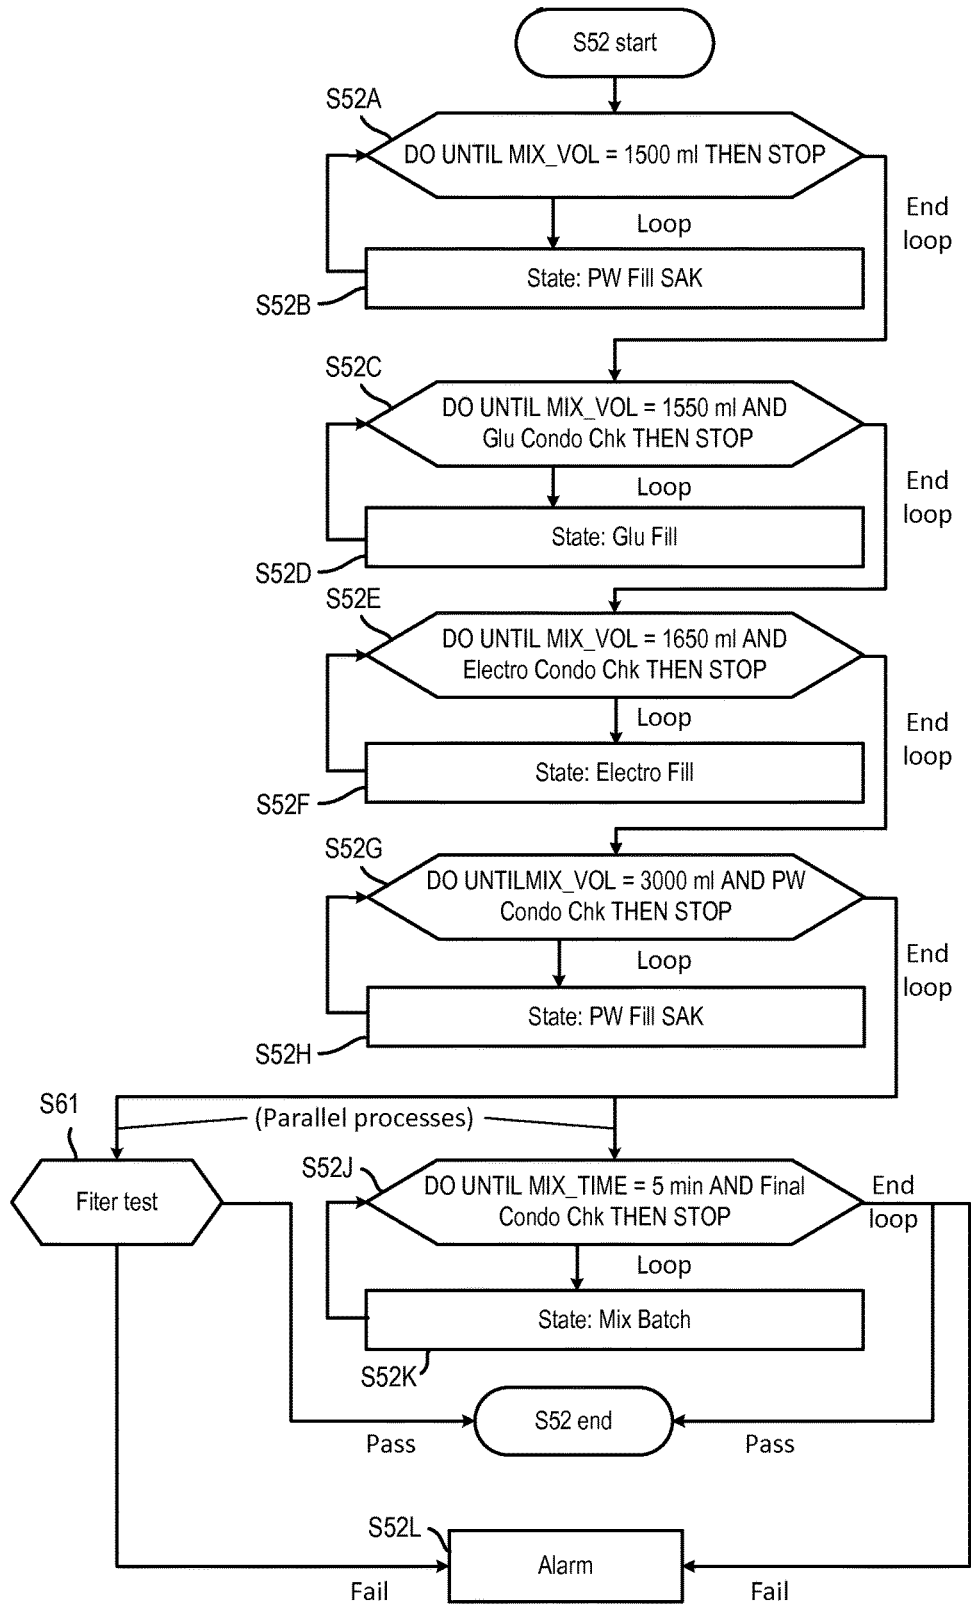 S52 start
S52A
DO UNTIL MIX_VOL = 1500 ml THEN STOP
End
loop
Loop
State: PW Fill SAK
S52B
S52C
DO UNTIL MIX_VOL = 1550 ml AND
Glu Condo Chk THEN STOP
End
loop
Loop
State: Glu Fill
S52D
S52E
DO UNTIL MIX_VOL = 1650 ml AND
Electro Condo Chk THEN STOP
End
loop
Loop
State: Electro Fill
S52F
S52G
DO UNTILMIX_VOL = 3000 ml AND PW
Condo Chk THEN STOP
End
loop
Loop
State: PW Fill SAK
S52H
S61
(Parallel processes)
Fiter test
S52J
DO UNTIL MIX_TIME = 5 min AND Final
Condo Chk THEN STOP
End
loop
Loop
State: Mix Batch
S52K
S52 end
Pass
Pass
S52L
Alarm
Fail
Fail